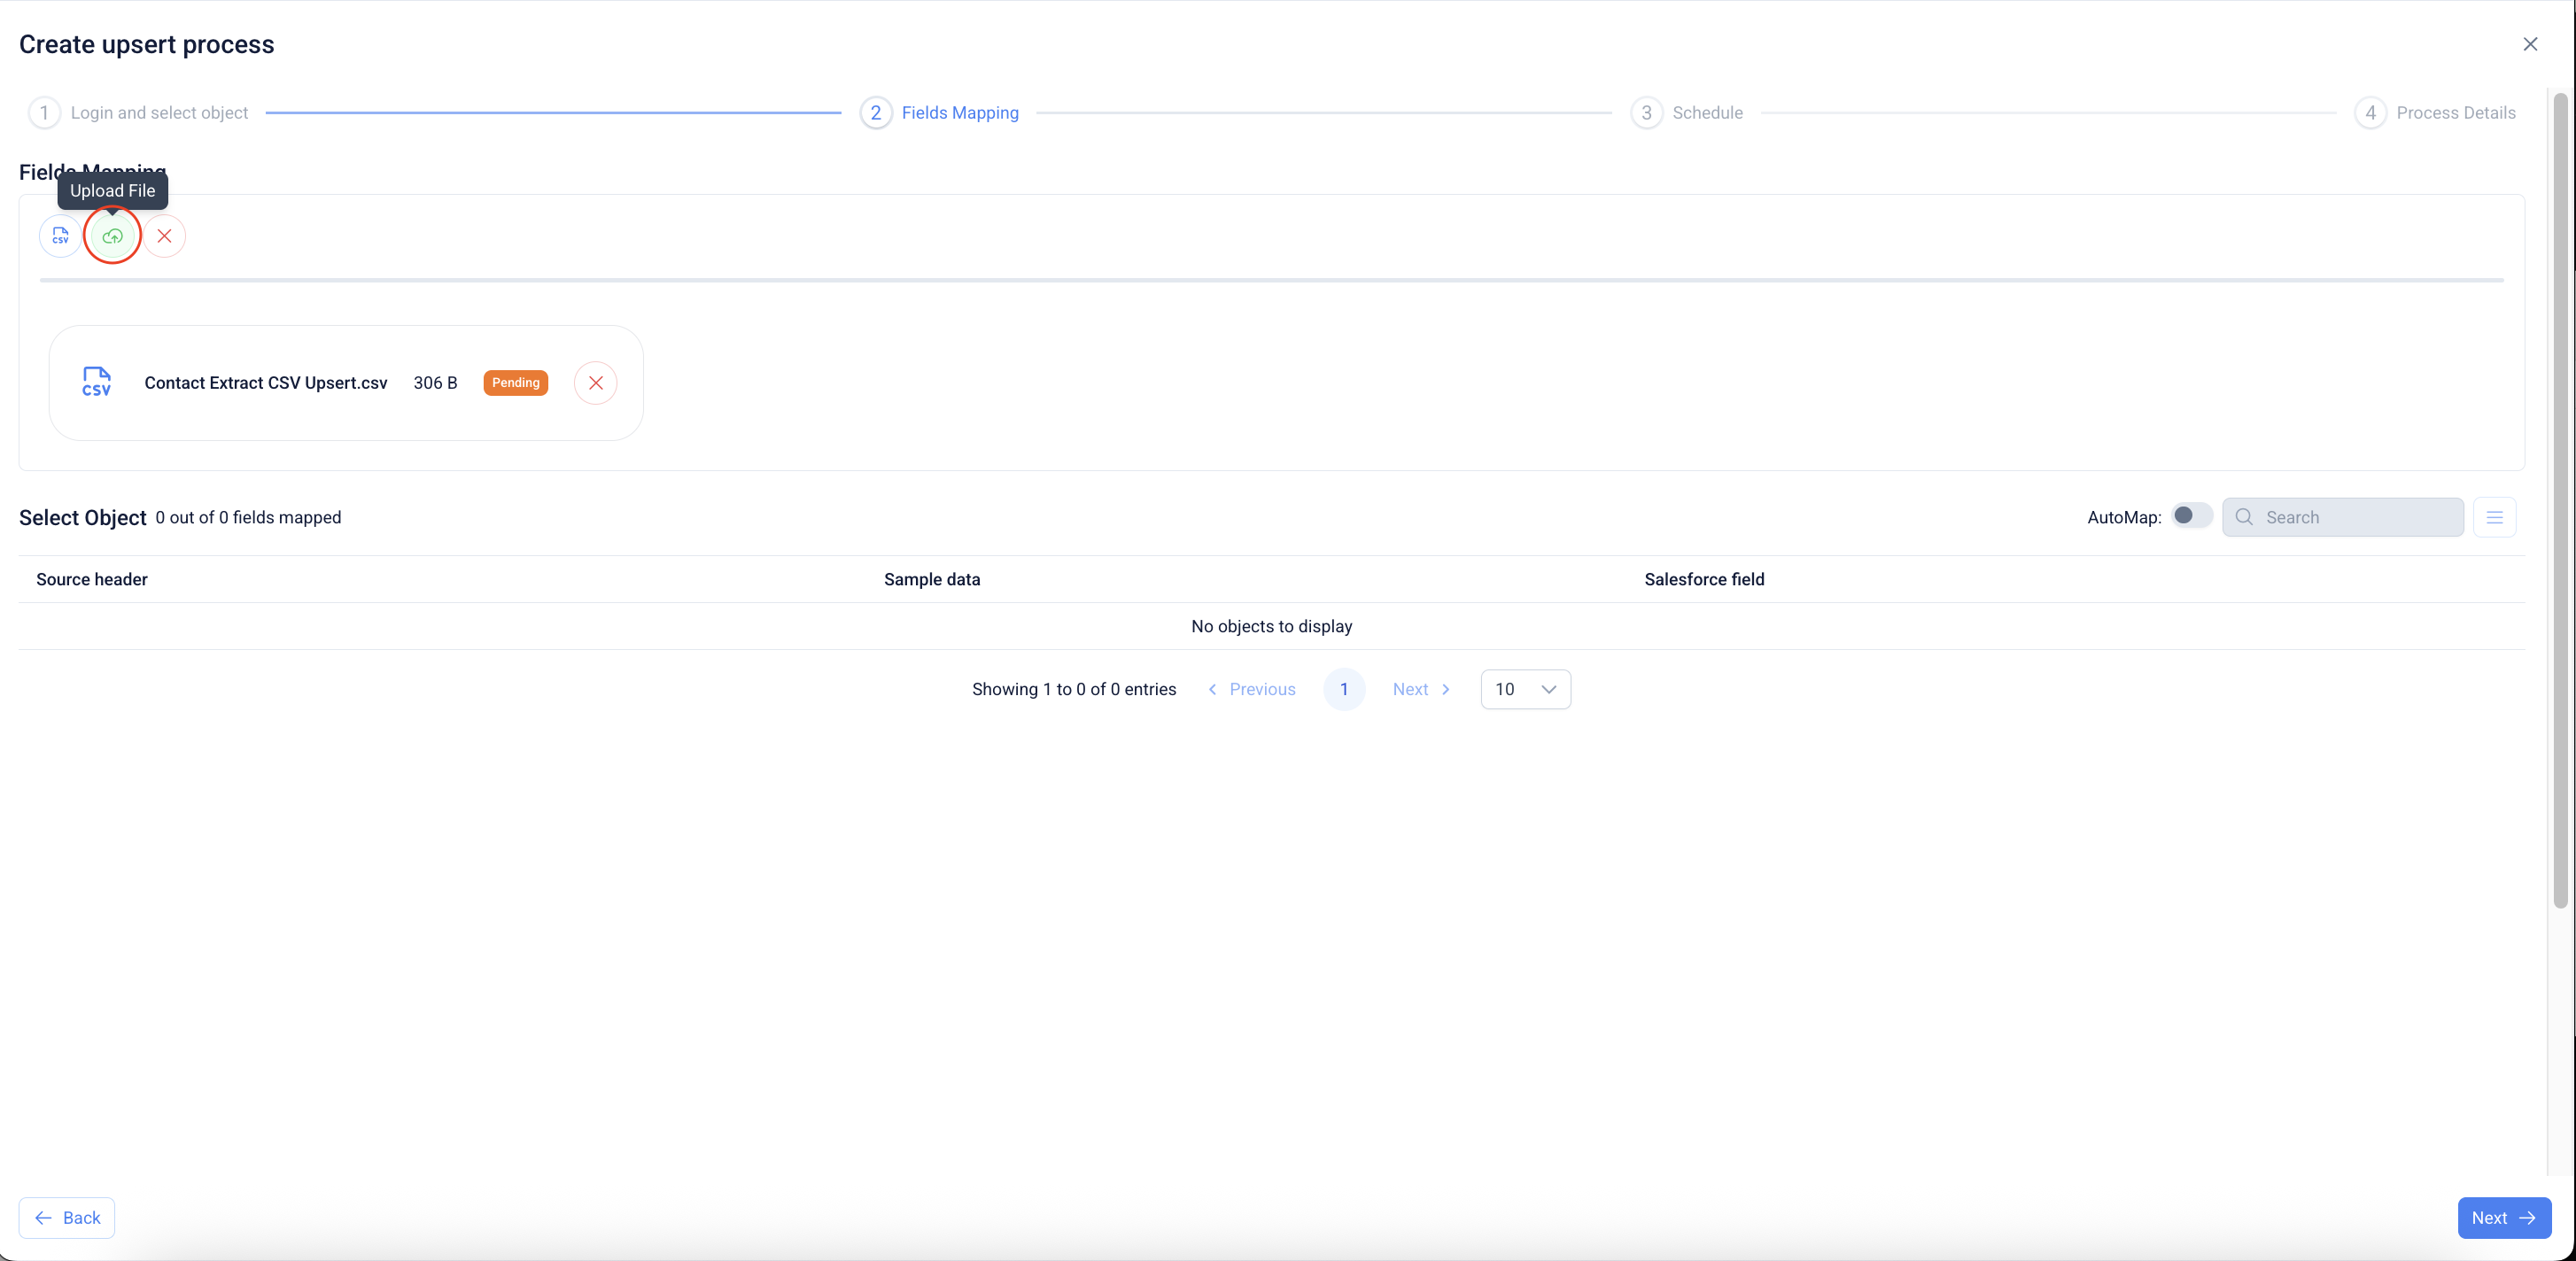 Create upsert process
1 Login and select object 2 Fields Mapping 3 Schedule 4 Process Details
Fields Mapping
Upload File
CSV
CSV Contact Extract CSV Upsert.csv 306 B Pending
Select Object 0 out of 0 fields mapped AutoMap: Search
Source header Sample data Salesforce field
No objects to display
Showing 1 to 0 of 0 entries Previous 1 Next 10
Back Next